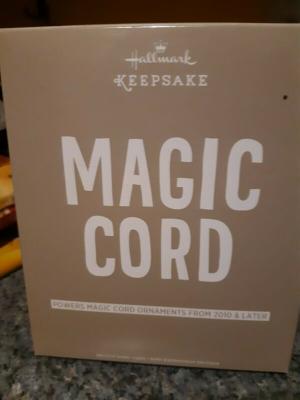 Hallmark
KEEPSAKE
MAGIC
CORD
POWERS MAGIC CORD ORNAMENTS FROM 2010 & LATER